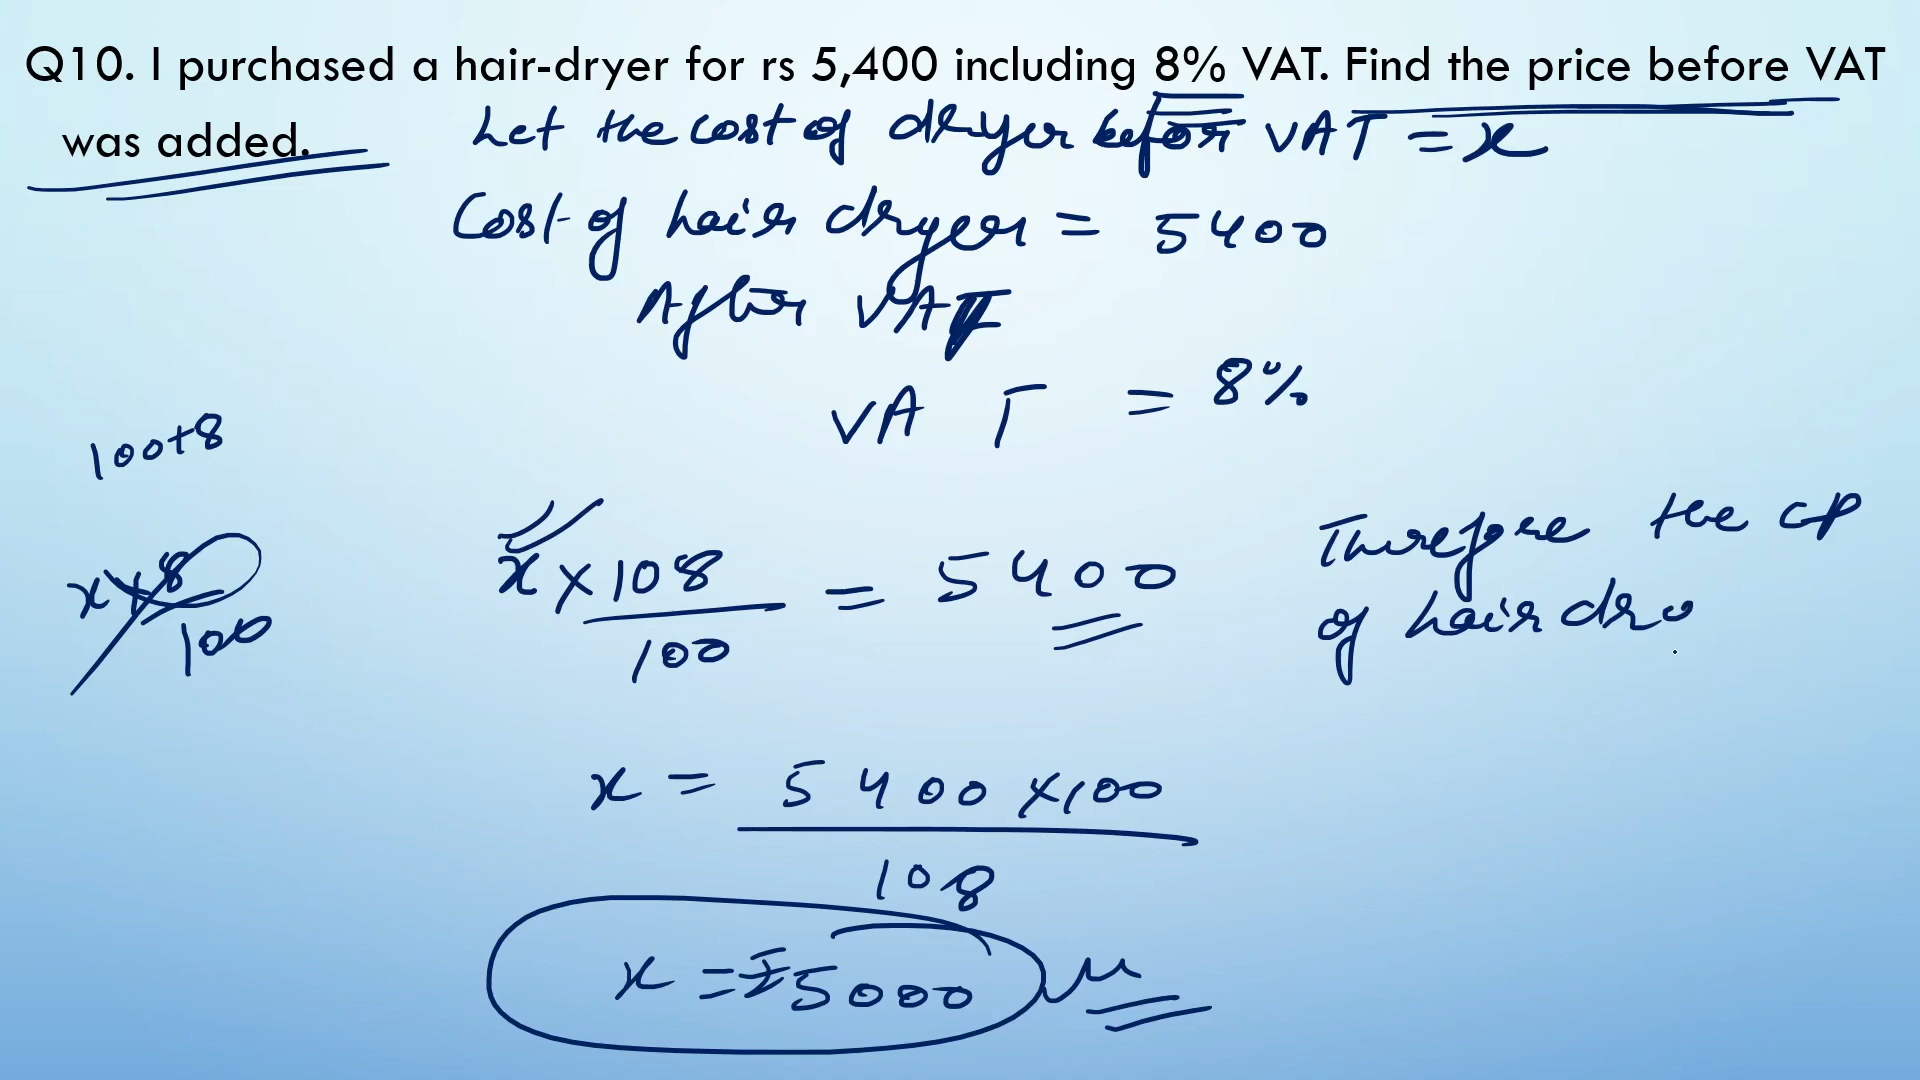 Q10. I purchased a hair-dryer for rs 5,400 including 8% VAT. Find the price before VAT
was added.
Let the cost of dryer before VAT = x
Cost of hair dryer = 5400
After VAT
VAT = 8%
100+8
x × 8
100
x × 108 = 5400
100
Therefore the CP
of hair
x = 5400 ×100
108
x = ₹5000